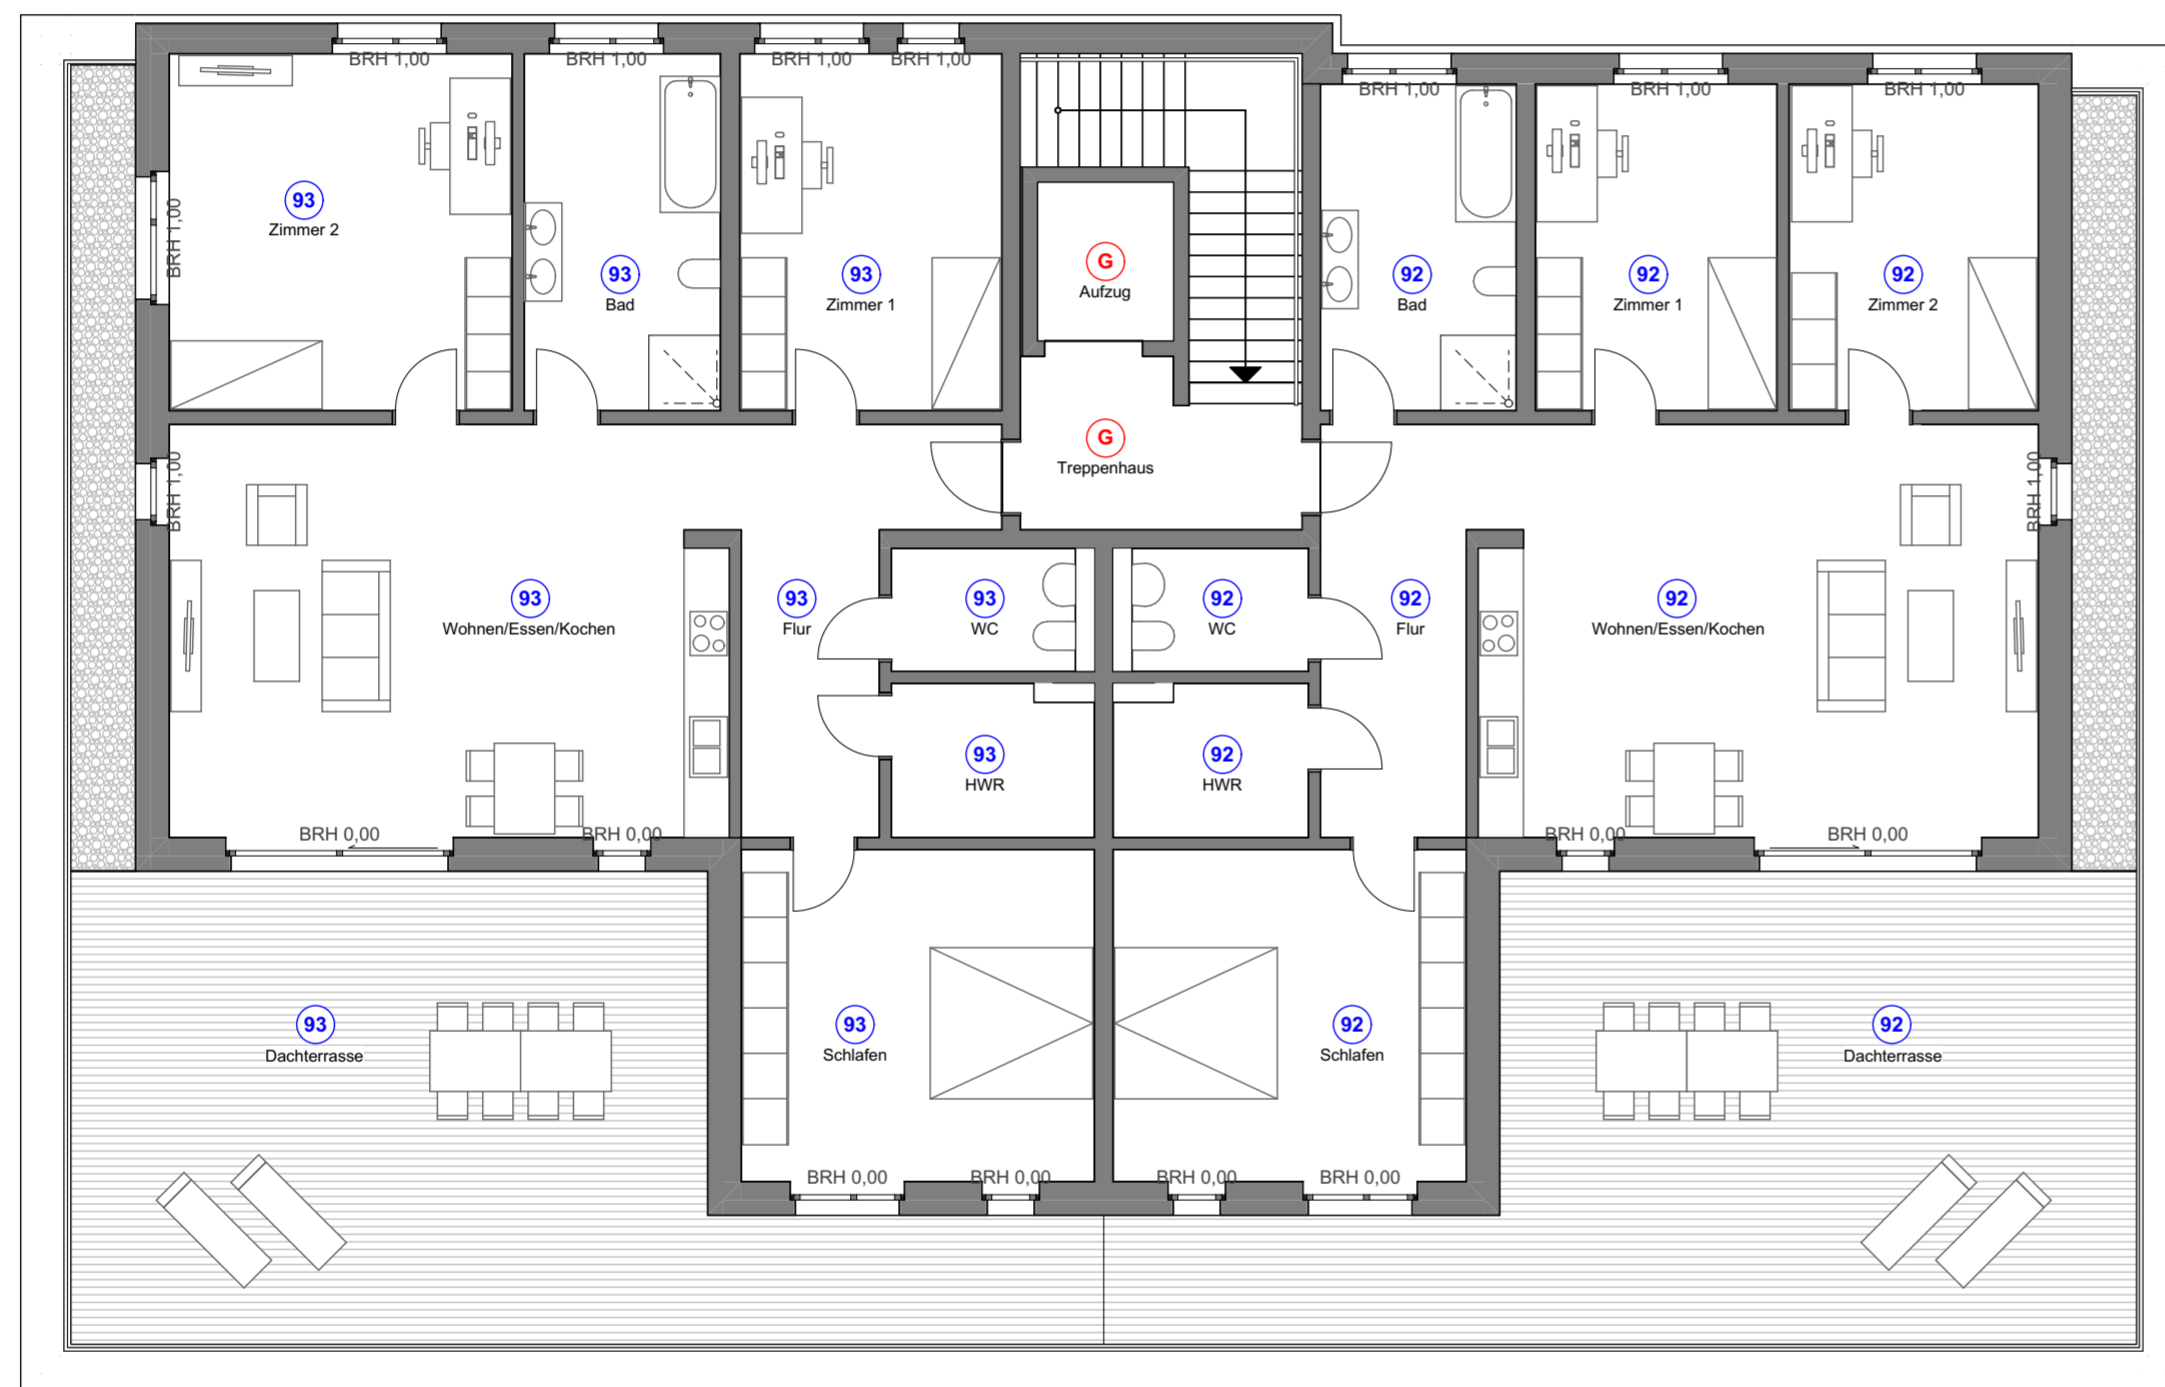 BRH 1,00
BRH 1,00
BRH 1,00
BRH 1,00
BRH 1,00
BRH 1,00
BRH 1,00
93
Zimmer 2
BRH 1,00
93
Bad
93
Zimmer 1
G
Aufzug
92
Bad
92
Zimmer 1
92
Zimmer 2
G
Treppenhaus
BRH 1,00
BRH 1,00
93
Wohnen/Essen/Kochen
93
Flur
93
WC
92
WC
92
Flur
92
Wohnen/Essen/Kochen
93
HWR
92
HWR
BRH 0,00
BRH 0,00
BRH 0,00
BRH 0,00
93
Dachterrasse
93
Schlafen
92
Schlafen
92
Dachterrasse
BRH 0,00
BRH 0,00
BRH 0,00
BRH 0,00